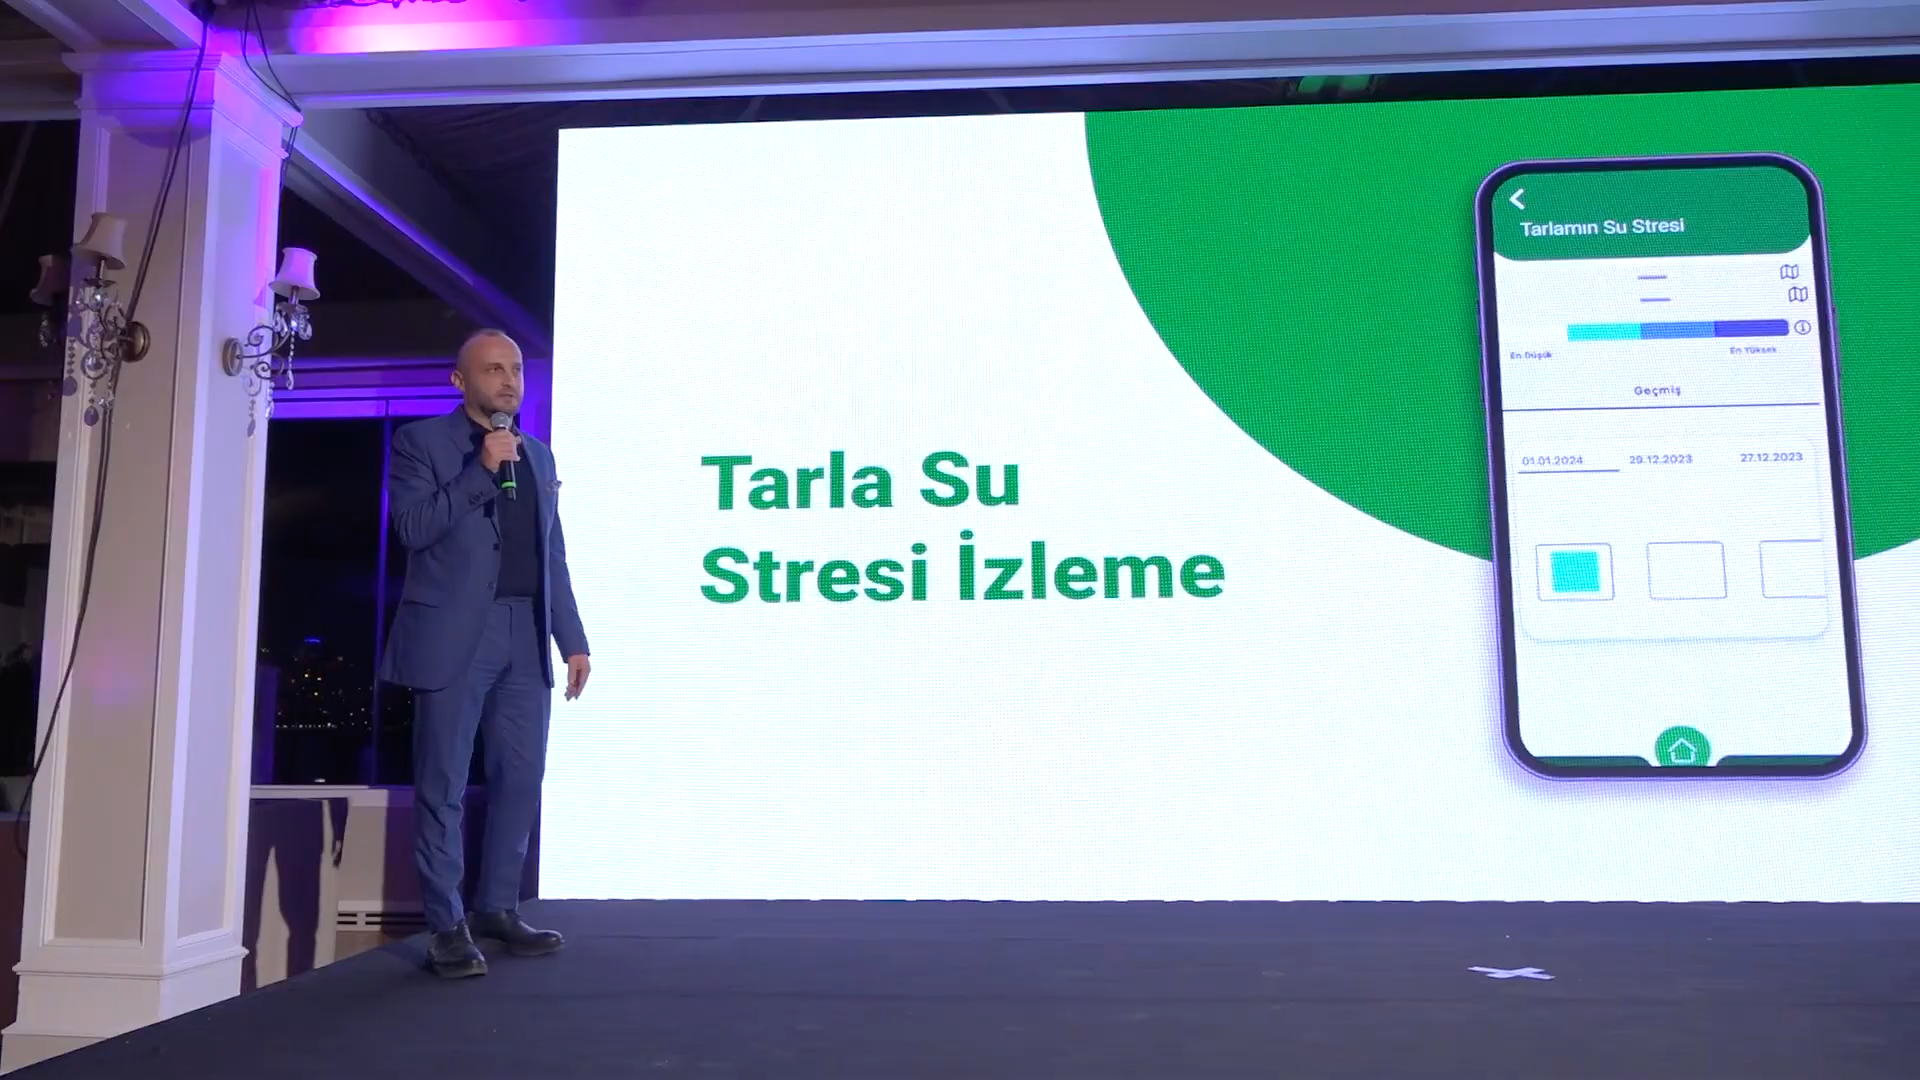 Tarla Su
Stresi İzleme
Tarlamın Su Stresi
En Düşük
En Yüksek
Geçmiş
01.01.2024
29.12.2023
27.12.2023